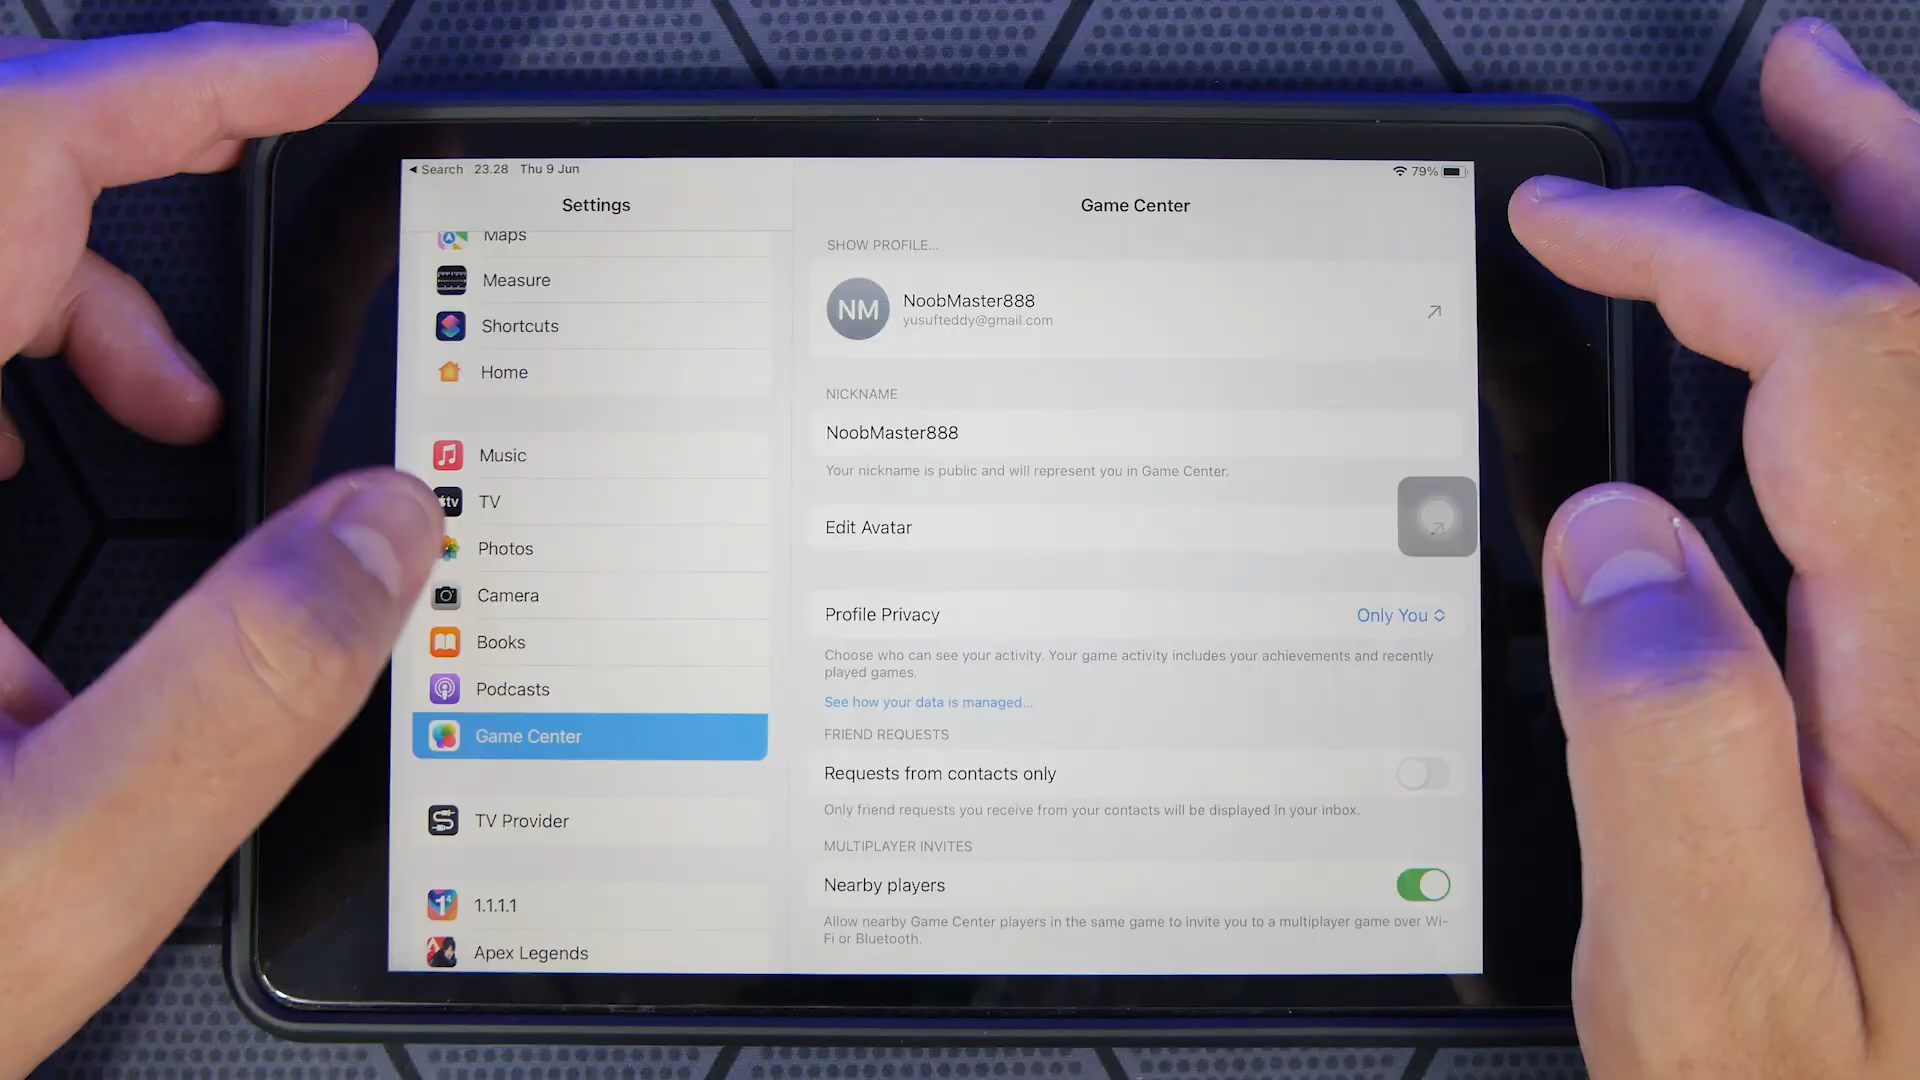 ◀ Search 23.28 Thu 9 Jun
79%
Settings
Maps
Measure
Shortcuts
Home
Music
tv TV
Photos
Camera
Books
Podcasts
Game Center
TV Provider
1 1.1.1.1
Apex Legends
Game Center
SHOW PROFILE...
NM
NoobMaster888
yusufteddy@gmail.com
NICKNAME
NoobMaster888
Your nickname is public and will represent you in Game Center.
Edit Avatar
Profile Privacy Only You
Choose who can see your activity. Your game activity includes your achievements and recently
played games.
See how your data is managed...
FRIEND REQUESTS
Requests from contacts only
Only friend requests you receive from your contacts will be displayed in your inbox.
MULTIPLAYER INVITES
Nearby players
Allow nearby Game Center players in the same game to invite you to a multiplayer game over Wi-
Fi or Bluetooth.